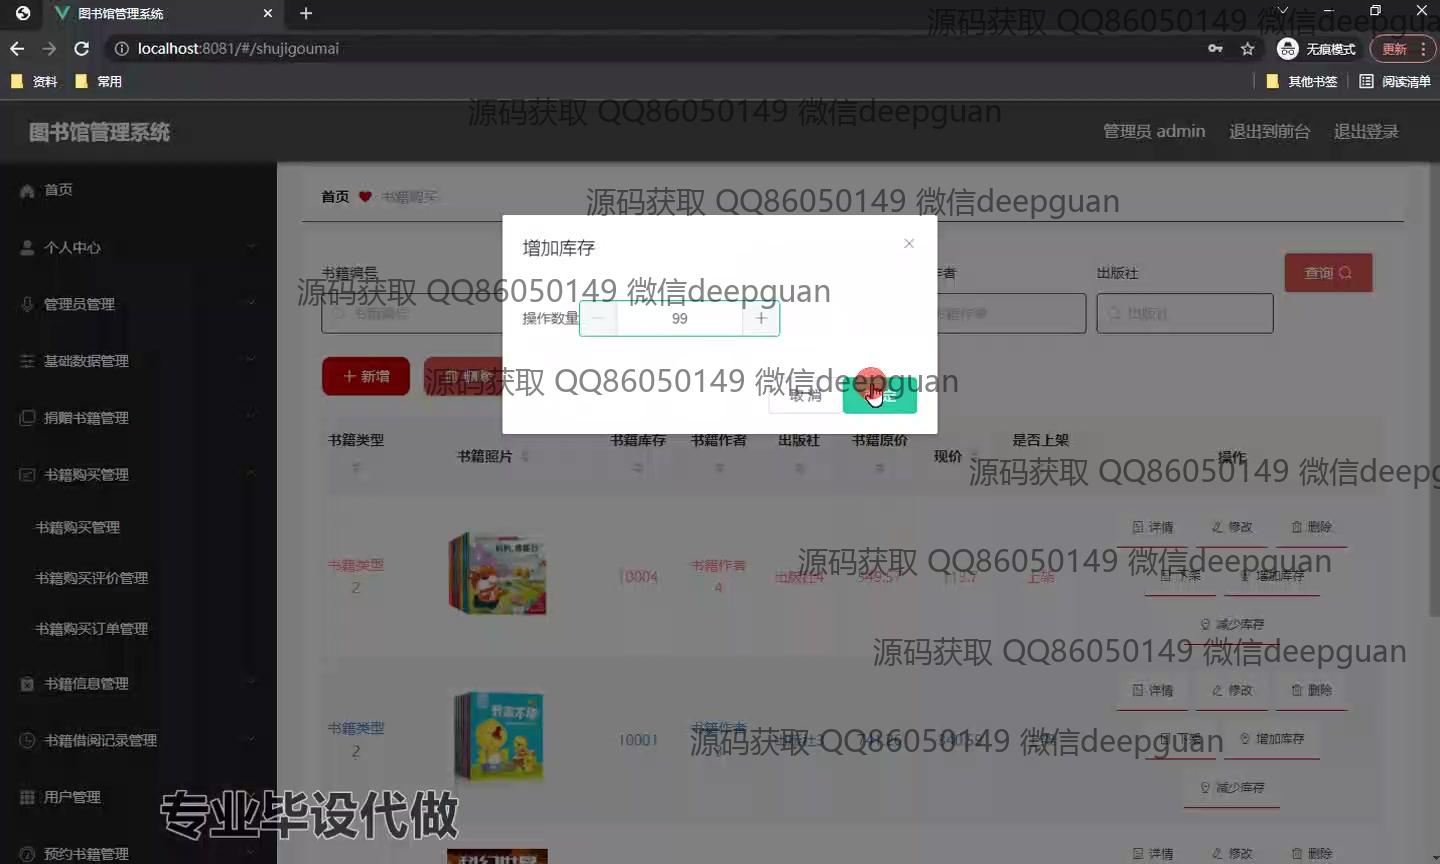 图书馆管理系统
源码获取 QQ86050149 微信deepgua
localhost:8081/#/shujigoumai
无痕模式
更新
资料
常用
其他书签
阅读清单
源码获取 QQ86050149 微信deepguan
图书馆管理系统
管理员 admin
退出到前台
退出登录
首页
首页
书籍购买
源码获取 QQ86050149 微信deepguan
个人中心
增加库存
书籍编号
出版社
查询
源码获取 QQ86050149 微信deepguan
管理员管理
书籍编号
操作数量
99
出版社
基础数据管理
新增
源码获取 QQ86050149 微信deepguan
取消
捐赠书籍管理
书籍类型
书籍照片
书籍库存
书籍作者
出版社
书籍原价
现价
是否上架
操作
源码获取 QQ86050149 微信deepg
书籍购买管理
书籍购买管理
详情
修改
删除
书籍类型
2
10004
书籍作者
4
出版社4
上架
源码获取 QQ86050149 微信deepguan
下架
增加库存
书籍购买评价管理
减少库存
书籍购买订单管理
源码获取 QQ86050149 微信deepguan
书籍信息管理
详情
修改
删除
书籍类型
2
10001
书籍作者
源码获取 QQ86050149 微信deepguan
增加库存
书籍借阅记录管理
减少库存
用户管理
专业毕设代做
预约书籍管理
科幻世界
详情
修改
删除